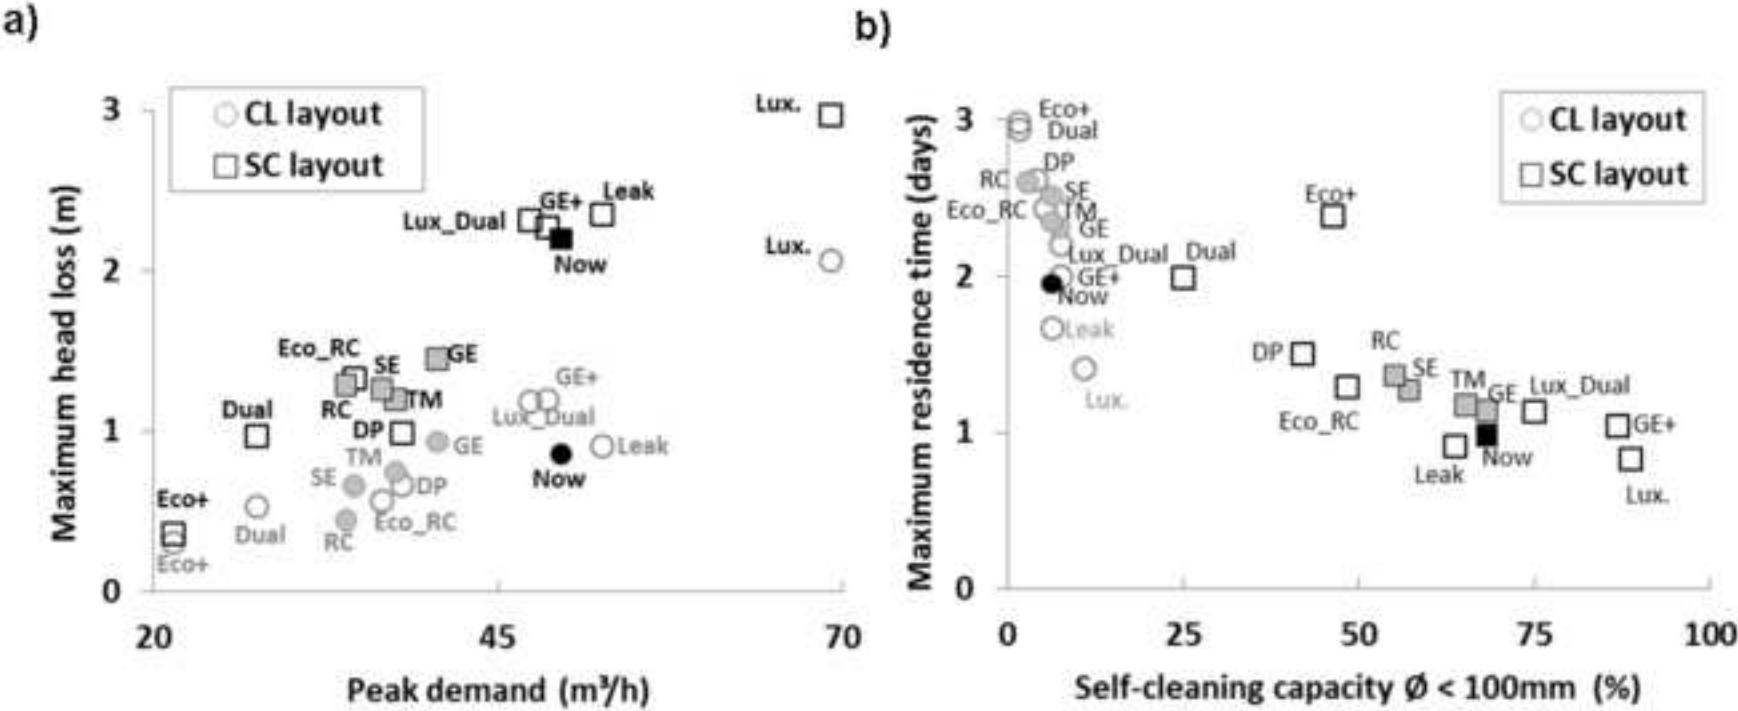 a)
CL layout
SC layout
Maximum head loss (m)
3
2
1
0
20
45
70
Peak demand (m³/h)
Lux.
Leak
GE+
Lux_Dual
Now
Lux.
Eco_RC
SE
GE
RC
TM
Dual
DP
GE+
Lux_Dual
GE
Leak
TM
Now
SE
DP
Eco+
Eco_RC
Dual
RC
Eco+
b)
CL layout
SC layout
Maximum residence time (days)
3
2
1
0
0
25
50
75
100
Self-cleaning capacity Ø < 100mm (%)
Eco+
Dual
DP
RC
SE
Eco_RC
TM
GE
Lux_Dual
GE+
Now
Leak
Lux.
Eco+
Dual
DP
RC
SE
Eco_RC
TM
GE
Lux_Dual
GE+
Now
Leak
Lux.